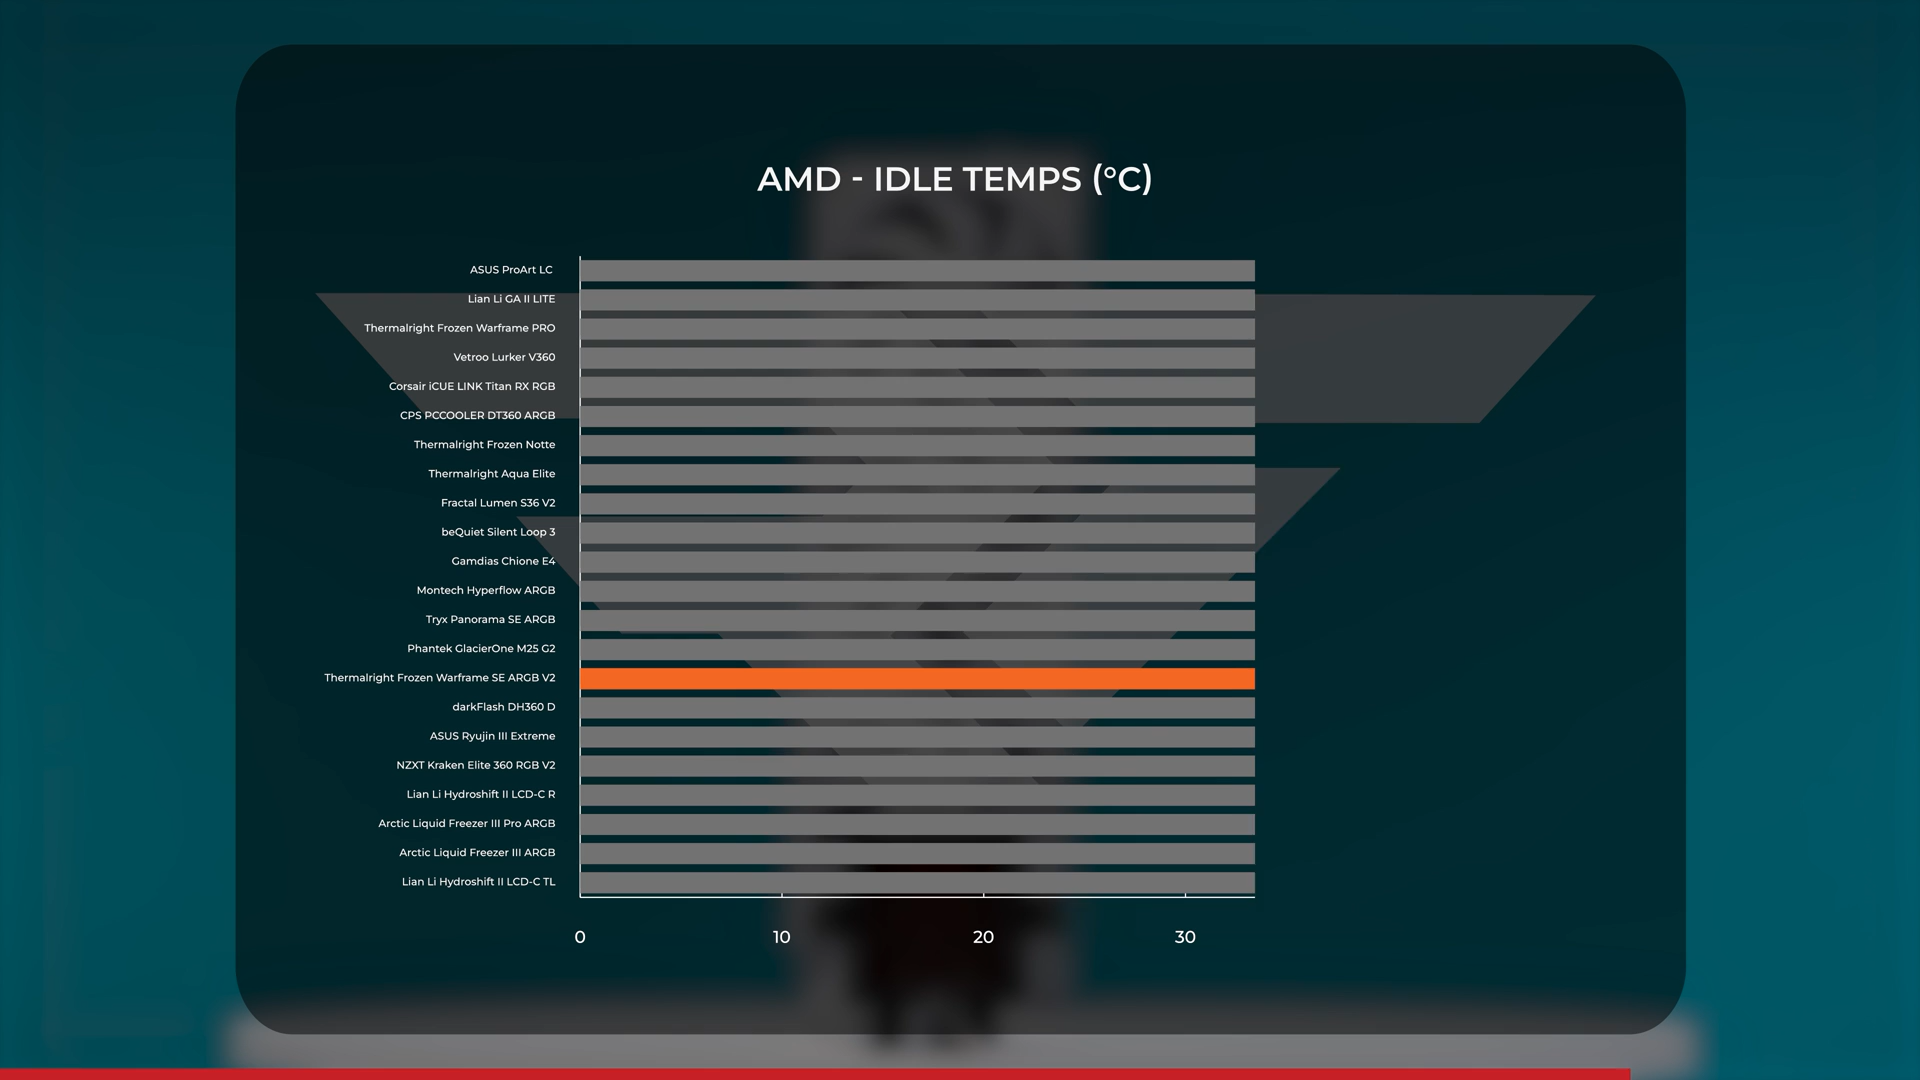 AMD - IDLE TEMPS (°C)
ASUS ProArt LC
Lian Li GA II LITE
Thermalright Frozen Warframe PRO
Vetroo Lurker V360
Corsair iCUE LINK Titan RX RGB
CPS PCCOOLER DT360 ARGB
Thermalright Frozen Notte
Thermalright Aqua Elite
Fractal Lumen S36 V2
beQuiet Silent Loop 3
Gamdias Chione E4
Montech Hyperflow ARGB
Tryx Panorama SE ARGB
Phantek GlacierOne M25 G2
Thermalright Frozen Warframe SE ARGB V2
darkFlash DH360 D
ASUS Ryujin III Extreme
NZXT Kraken Elite 360 RGB V2
Lian Li Hydroshift II LCD-C R
Arctic Liquid Freezer III Pro ARGB
Arctic Liquid Freezer III ARGB
Lian Li Hydroshift II LCD-C TL
0 10 20 30